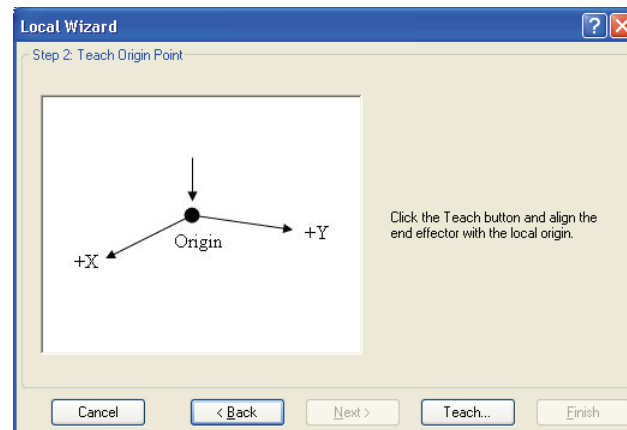 Local Wizard
Step 2: Teach Origin Point
Origin
+Y
+X
Click the Teach button and align the
end effector with the local origin.
Cancel
< Back
Next >
Teach...
Finish